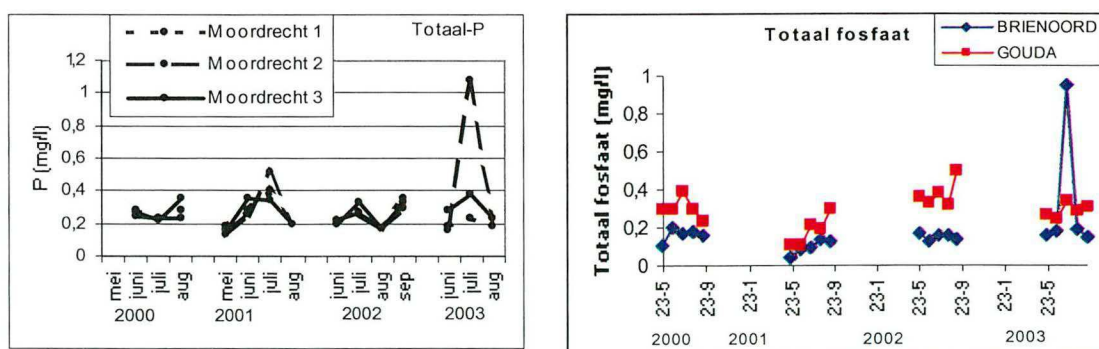 Moordrecht 1
Moordrecht 2
Moordrecht 3
Totaal-P
P (mg/l)
1,2
1
0,8
0,6
0,4
0,2
0
mei
juni
juli
aug
mei
juni
juli
aug
juni
juli
aug
sep
juni
juli
aug
2000
2001
2002
2003
Totaal fosfaat
BRIENOORD
GOUDA
Totaal fosfaat (mg/l)
1
0,8
0,6
0,4
0,2
0
23-5
23-9
23-1
23-5
23-9
23-1
23-5
23-9
23-1
23-5
2000
2001
2002
2003